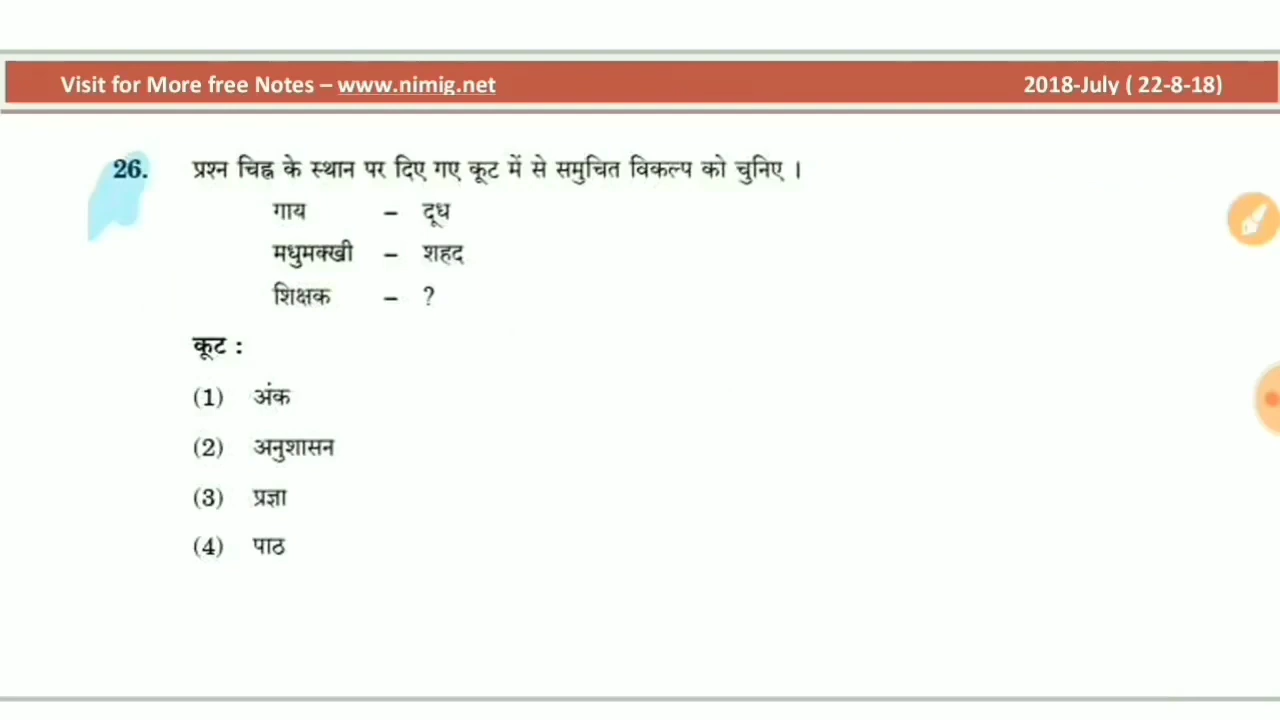 Visit for More free Notes – www.nimig.net 2018-July ( 22-8-18)
26. प्रश्न चिह्न के स्थान पर दिए गए कूट में से समुचित विकल्प को चुनिए ।
गाय – दूध
मधुमक्खी – शहद
शिक्षक – ?
कूट :
(1) अंक
(2) अनुशासन
(3) प्रज्ञा
(4) पाठ